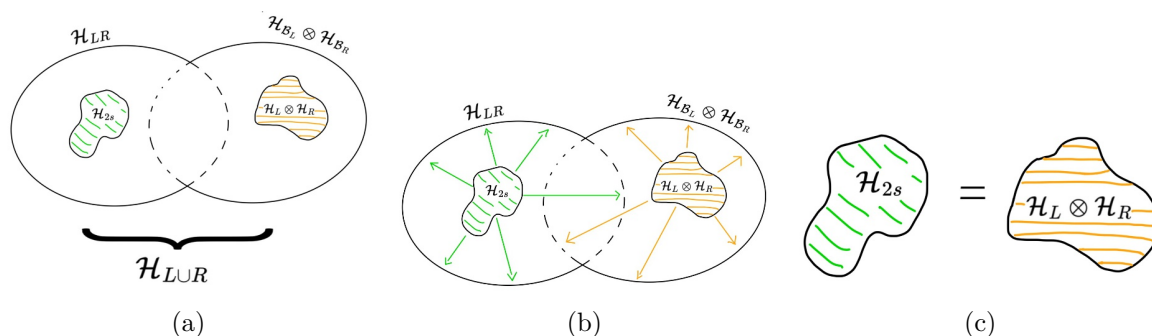 𝓗_{LR}
𝓗_{𝓑_L} ⊗ 𝓗_{𝓑_R}
𝓗_{2s}
𝓗_L ⊗ 𝓗_R
𝓗_{L∪R}
(a)
𝓗_{LR}
𝓗_{𝓑_L} ⊗ 𝓗_{𝓑_R}
𝓗_{2s}
𝓗_L ⊗ 𝓗_R
(b)
𝓗_{2s} = 𝓗_L ⊗ 𝓗_R
(c)